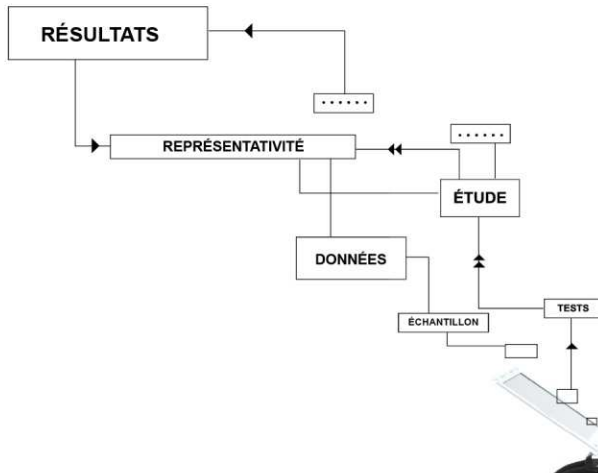 RÉSULTATS
......
......
REPRÉSENTATIVITÉ
ÉTUDE
DONNÉES
TESTS
ÉCHANTILLON